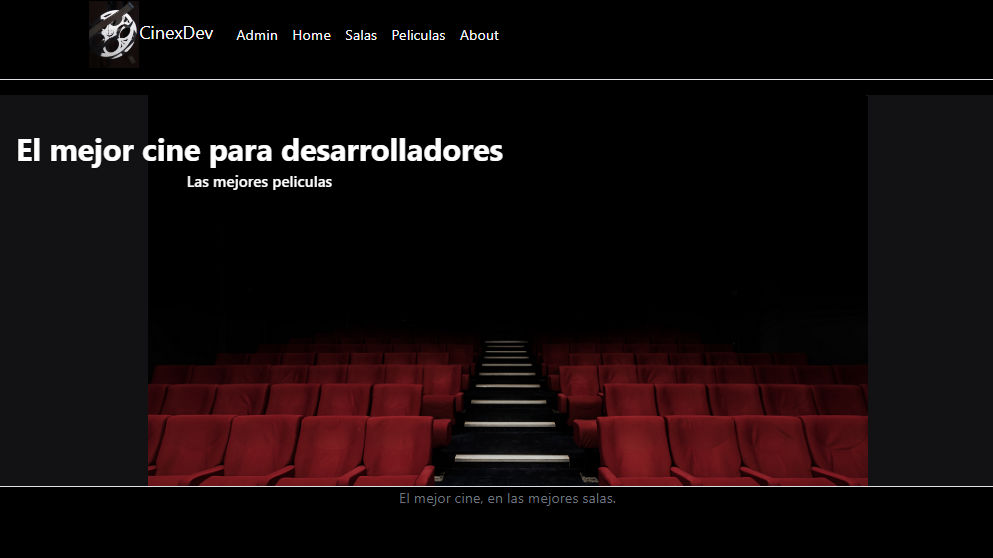 CinexDev Admin Home Salas Peliculas About
El mejor cine para desarrolladores
Las mejores peliculas
El mejor cine, en las mejores salas.